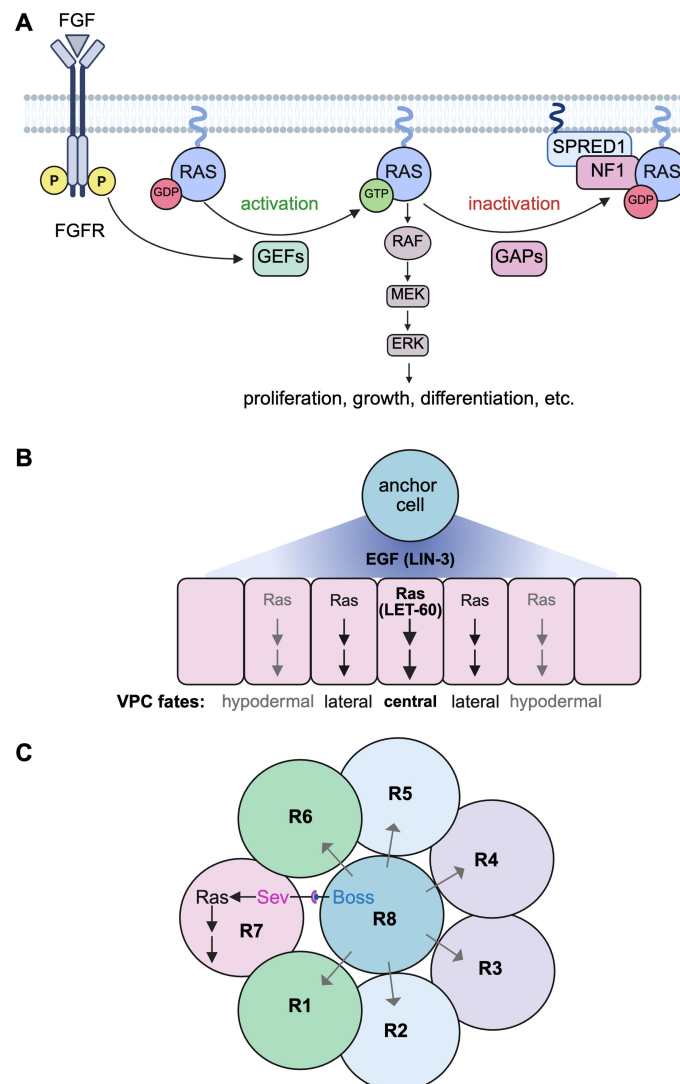 A
FGF
P
P
FGFR
RAS
GDP
activation
GEFs
RAS
GTP
RAF
MEK
ERK
inactivation
GAPs
SPRED1
NF1
RAS
GDP
proliferation, growth, differentiation, etc.
B
anchor
cell
EGF (LIN-3)
Ras
Ras
Ras
(LET-60)
Ras
Ras
VPC fates: hypodermal lateral central lateral hypodermal
C
R5
R6
R4
Ras Sev Boss
R7
R8
R3
R1
R2